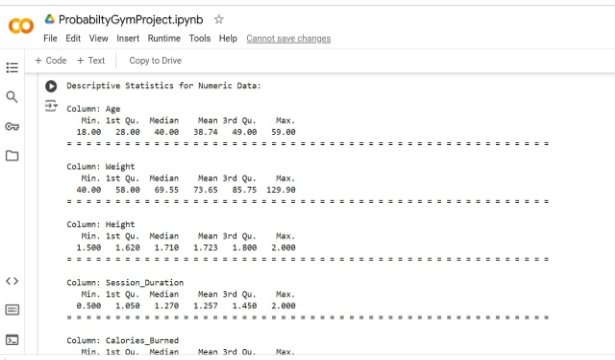 ProbabiltyGymProject.ipynb
File Edit View Insert Runtime Tools Help Cannot save changes
+ Code + Text Copy to Drive
Descriptive Statistics for Numeric Data:
Column: Age
Min. 1st Qu. Median Mean 3rd Qu. Max.
18.00 28.00 40.00 38.74 49.00 59.00
= = = = = = = = = = = = = = = = = = = = = = = = = = = = = = = = = = = = = = = = = = = = = = = = = =
Column: Weight
Min. 1st Qu. Median Mean 3rd Qu. Max.
40.00 58.00 69.55 73.65 85.75 129.90
= = = = = = = = = = = = = = = = = = = = = = = = = = = = = = = = = = = = = = = = = = = = = = = = = =
Column: Height
Min. 1st Qu. Median Mean 3rd Qu. Max.
1.500 1.620 1.710 1.723 1.800 2.000
= = = = = = = = = = = = = = = = = = = = = = = = = = = = = = = = = = = = = = = = = = = = = = = = = =
Column: Session_Duration
Min. 1st Qu. Median Mean 3rd Qu. Max.
0.500 1.050 1.270 1.257 1.450 2.000
= = = = = = = = = = = = = = = = = = = = = = = = = = = = = = = = = = = = = = = = = = = = = = = = = =
Column: Calories_Burned
Min. 1st Qu. Median Mean 3rd Qu. Max.